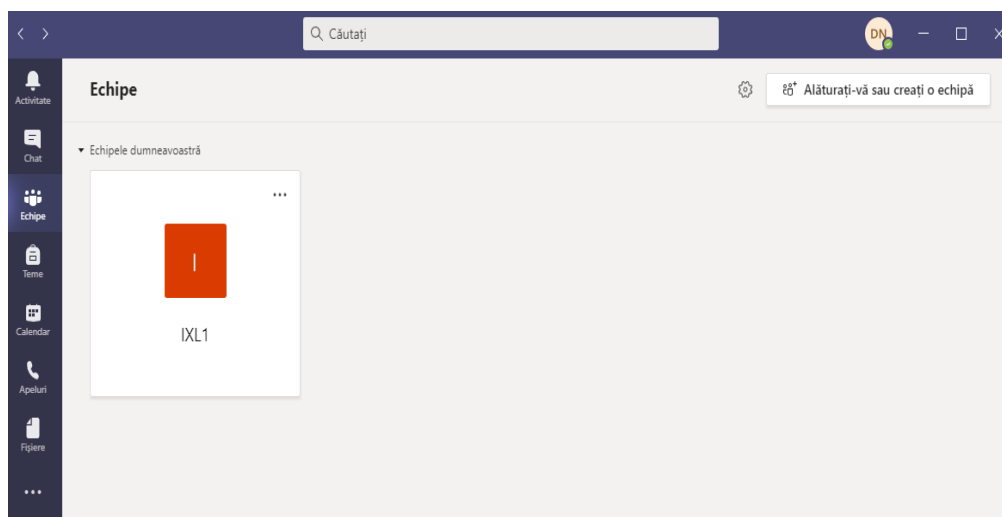 Căutați
DN
Activitate
Chat
Echipe
Teme
Calendar
Apeluri
Fișiere
Echipe
Alăturați-vă sau creați o echipă
Echipele dumneavoastră
I
IXL1